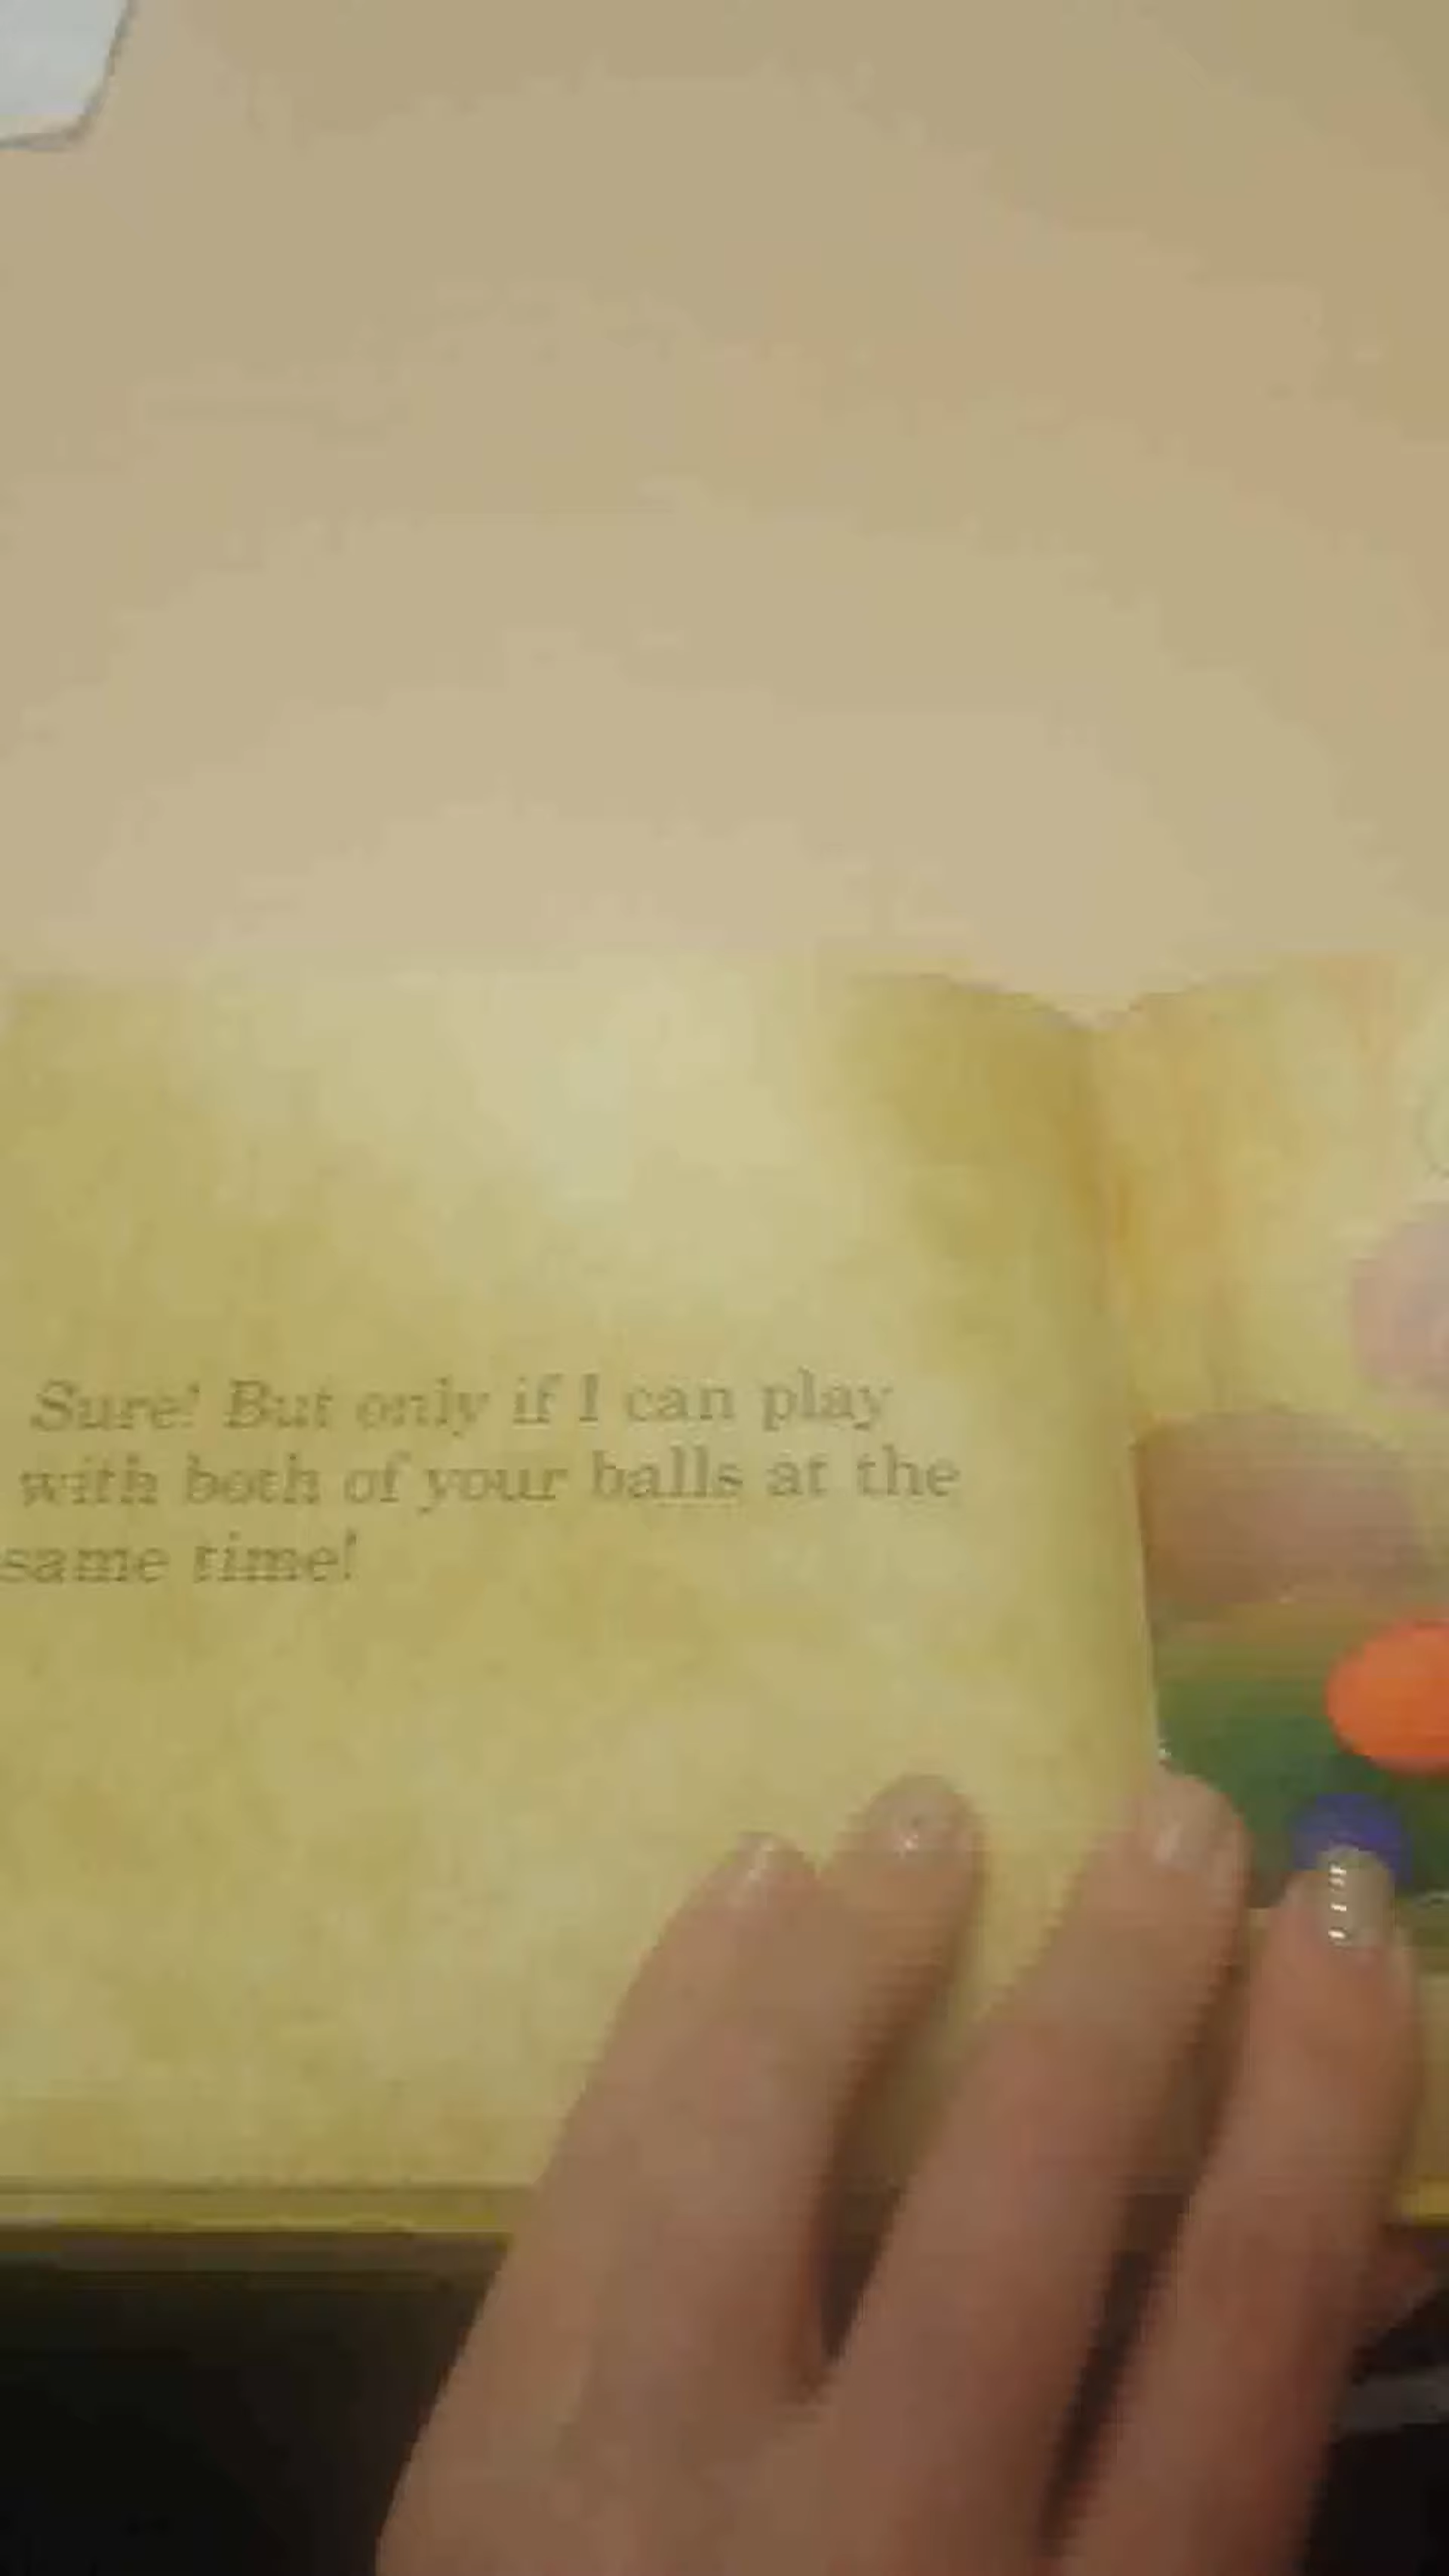 Sure! But only if I can play
with both of your balls at the
same time!